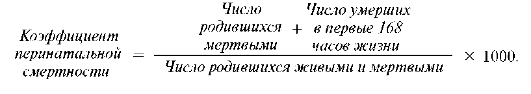 Коэффициент
перинатальной
смертности
=
Число
родившихся
мертвыми
+
Число умерших
в первые 168
часов жизни
Число родившихся живыми и мертвыми
× 1000.